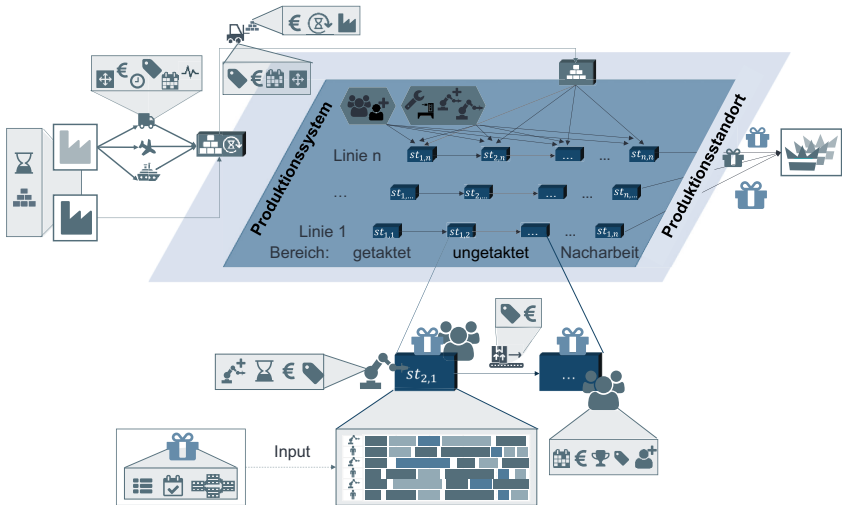 Produktionssystem
Produktionsstandort
Linie n
st₁,ₙ
st₂,ₙ
...
...
stₙ,ₙ
...
st₁,...
st₂,...
...
...
stₙ,...
Linie 1
st₁,₁
st₁,₂
...
...
st₁,ₙ
Bereich: getaktet ungetaktet Nacharbeit
€
€
€
€
st₂,₁
...
€
€
Input